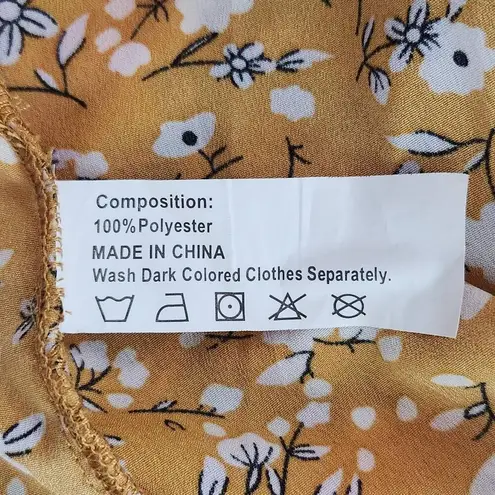 Composition:
100%Polyester
MADE IN CHINA
Wash Dark Colored Clothes Separately.